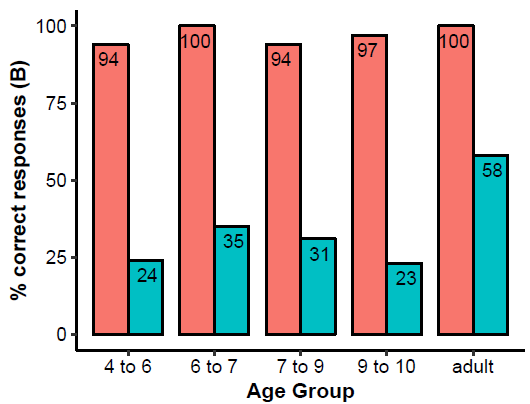 % correct responses (B)
100
75
50
25
0
94
24
100
35
94
31
97
23
100
58
4 to 6
6 to 7
7 to 9
9 to 10
adult
Age Group